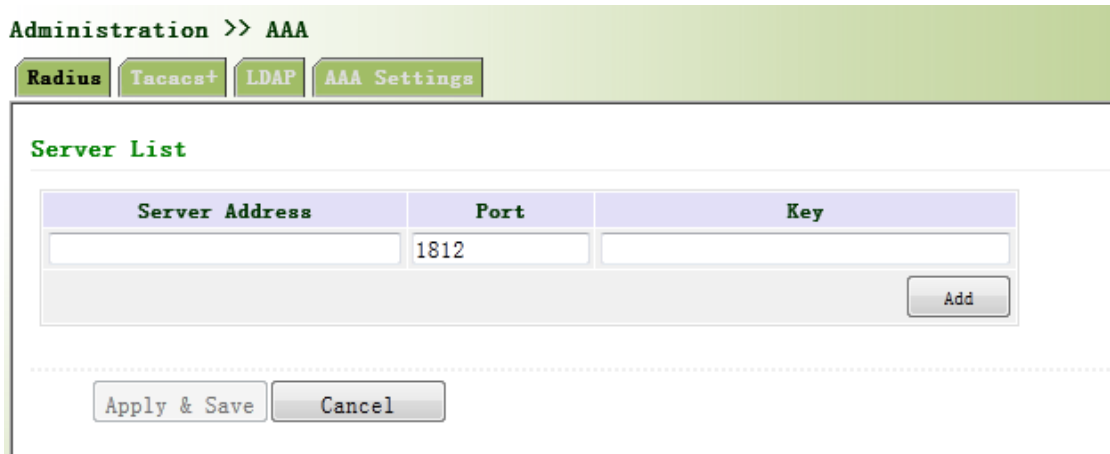 Administration >> AAA
Radius Tacacs+ LDAP AAA Settings
Server List
Server Address Port Key
1812
Add
Apply & Save Cancel